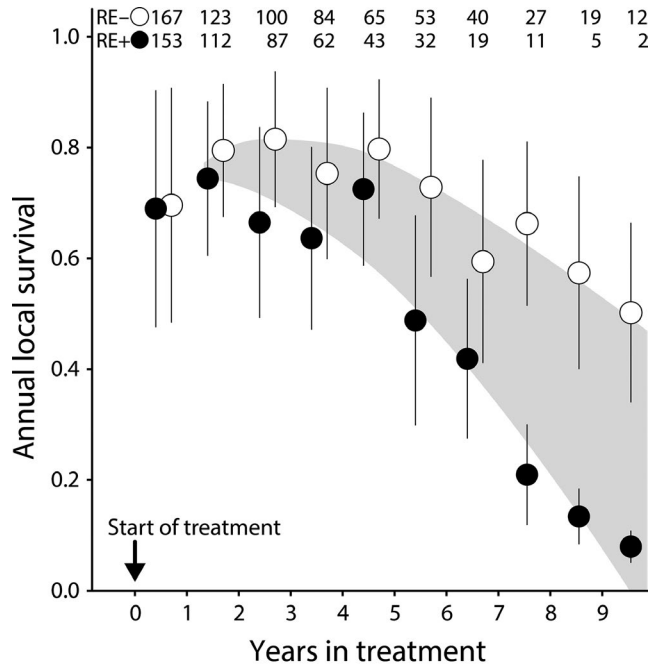 RE− 167 123 100 84 65 53 40 27 19 12
RE+ 153 112 87 62 43 32 19 11 5 2
1.0
0.8
0.6
0.4
0.2
0.0
Annual local survival
Start of treatment
0 1 2 3 4 5 6 7 8 9
Years in treatment